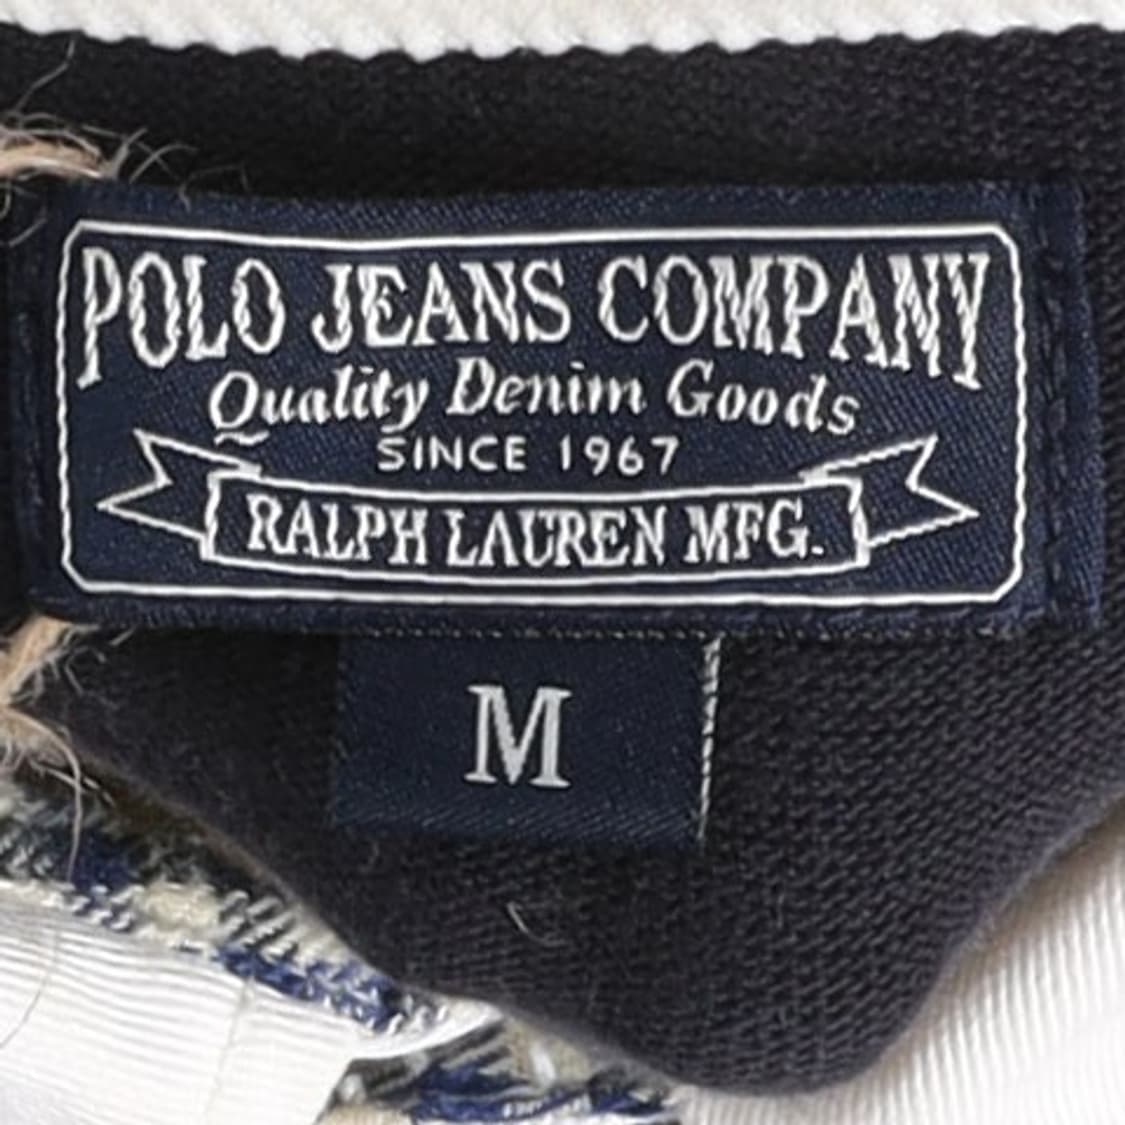 POLO JEANS COMPANY
Quality Denim Goods
SINCE 1967
RALPH LAUREN MFG.
M